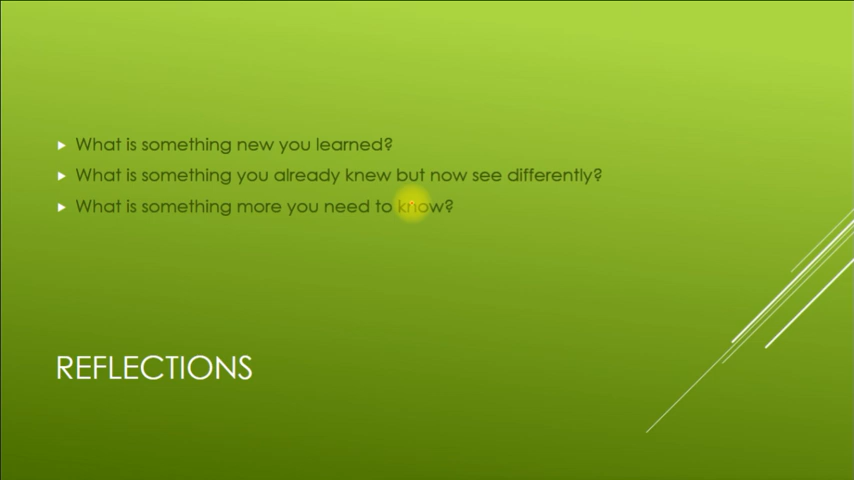 What is something new you learned?
What is something you already knew but now see differently?
What is something more you need to know?
REFLECTIONS